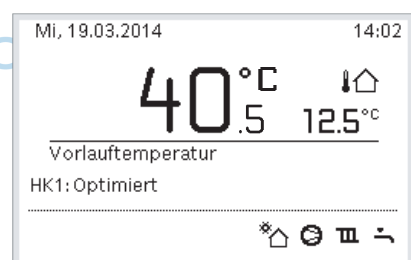 Mi, 19.03.2014 14:02
40.5 °C 12.5°C
Vorlauftemperatur
HK1: Optimiert